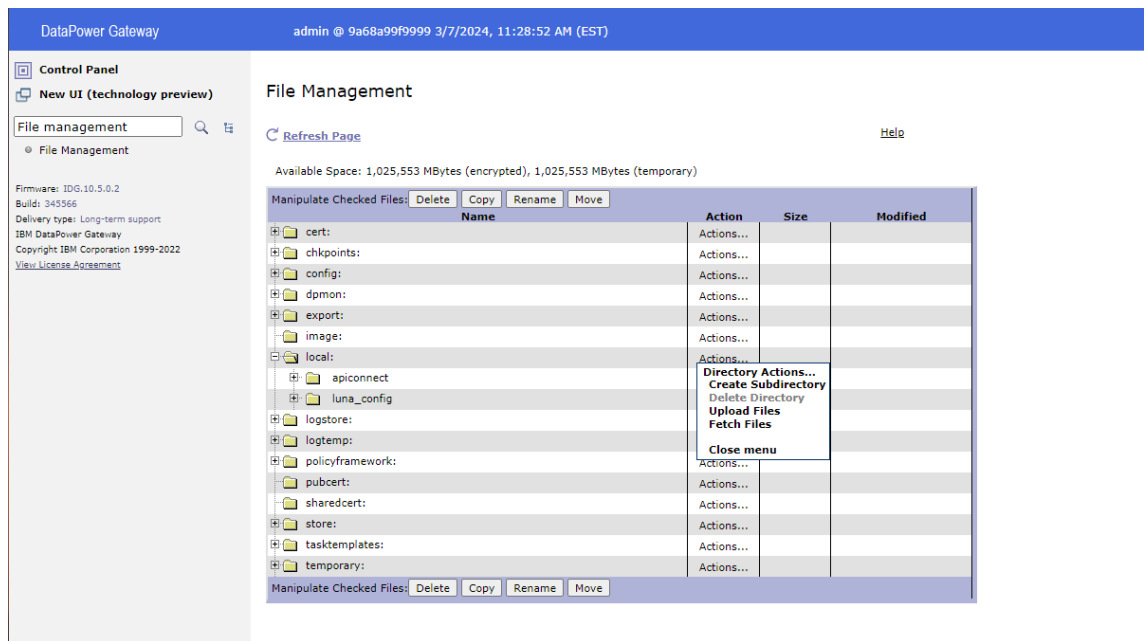 DataPower Gateway
admin @ 9a68a99f9999 3/7/2024, 11:28:52 AM (EST)
Control Panel
New UI (technology preview)
File management
File Management
Firmware: IDG.10.5.0.2
Build: 345566
Delivery type: Long-term support
IBM DataPower Gateway
Copyright IBM Corporation 1999-2022
View License Agreement
File Management
Refresh Page
Help
Available Space: 1,025,553 MBytes (encrypted), 1,025,553 MBytes (temporary)
Manipulate Checked Files: Delete Copy Rename Move
Name Action Size Modified
cert: Actions...
chkpoints: Actions...
config: Actions...
dpmon: Actions...
export: Actions...
image: Actions...
local: Actions...
apiconnect
luna_config
Directory Actions...
Create Subdirectory
Delete Directory
Upload Files
Fetch Files
Close menu
logstore:
logtemp:
policyframework: Actions...
pubcert: Actions...
sharedcert: Actions...
store: Actions...
tasktemplates: Actions...
temporary: Actions...
Manipulate Checked Files: Delete Copy Rename Move